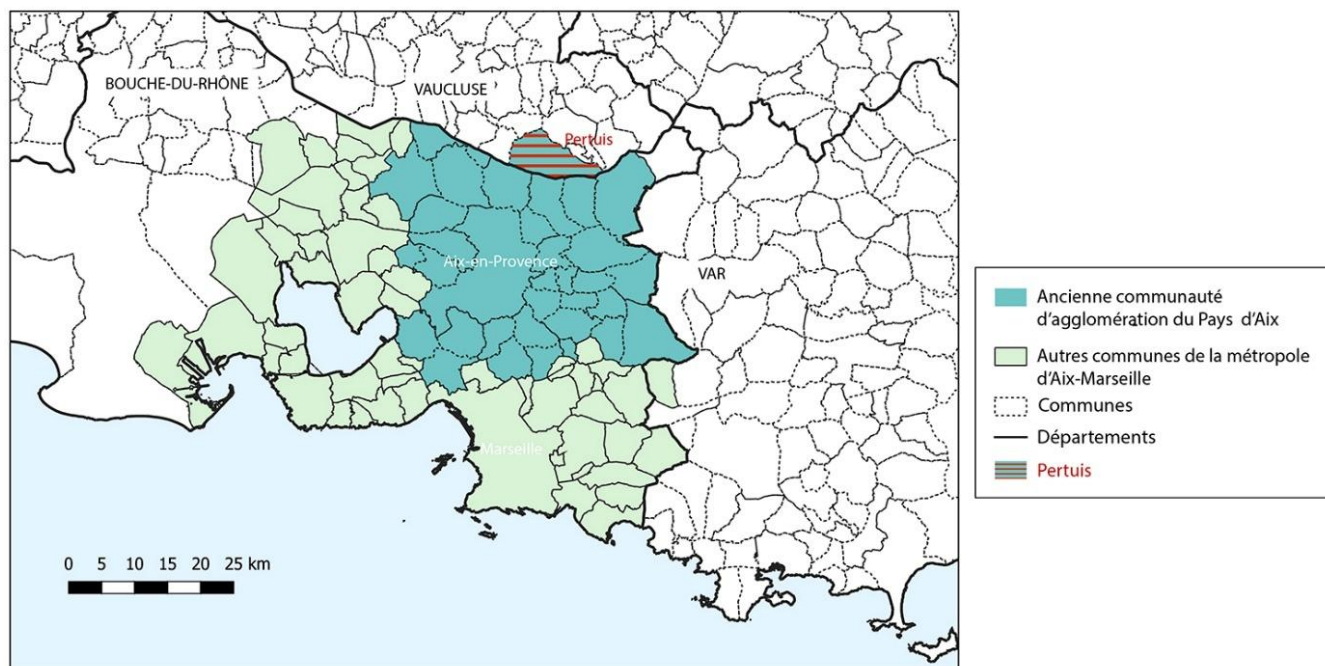 BOUCHE-DU-RHÔNE
VAUCLUSE
Pertuis
Aix-en-Provence
VAR
Marseille
0 5 10 15 20 25 km
Ancienne communauté
d'agglomération du Pays d'Aix
Autres communes de la métropole
d'Aix-Marseille
Communes
Départements
Pertuis